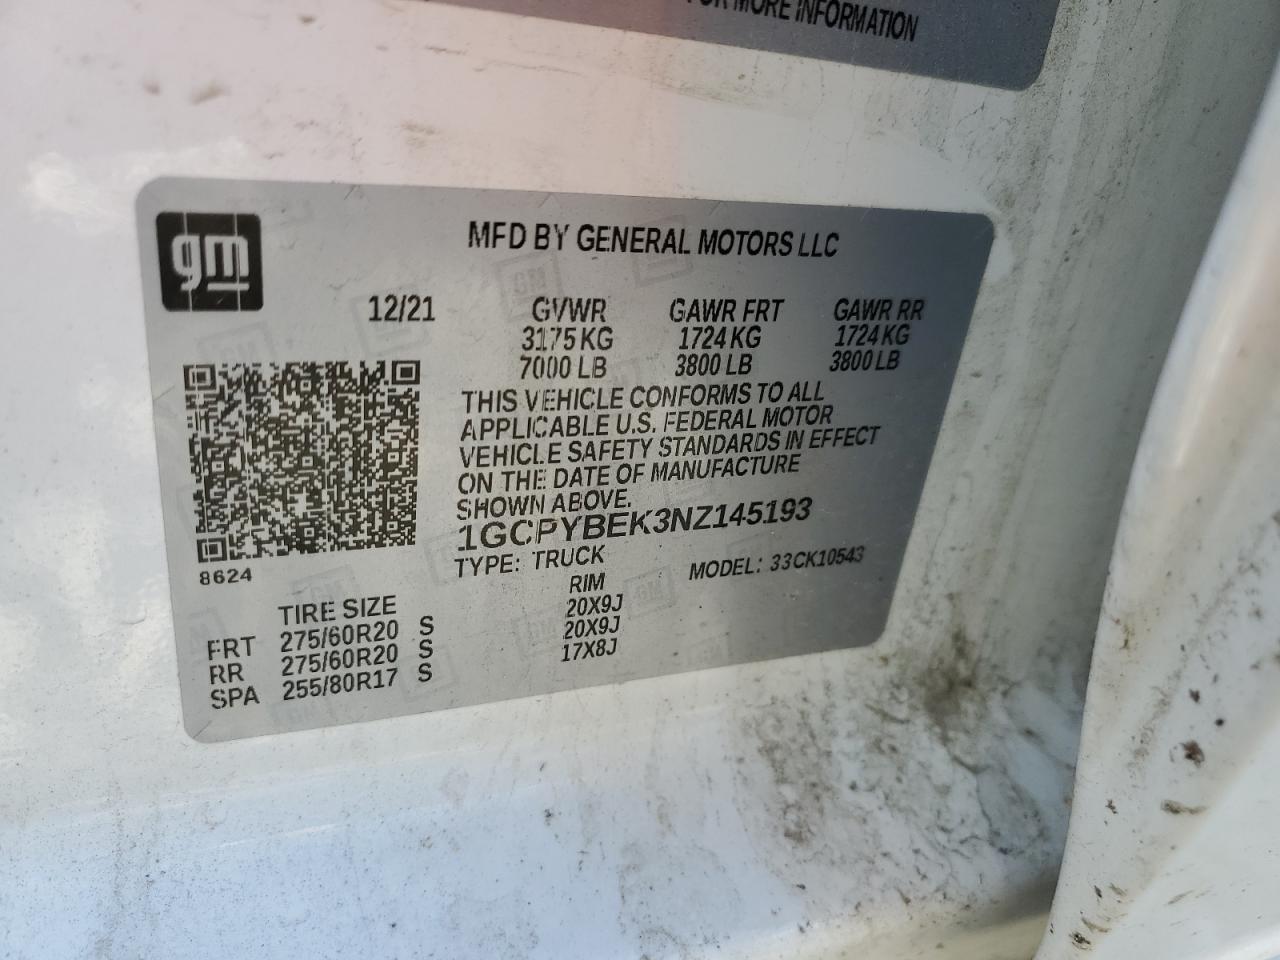 FOR MORE INFORMATION
gm
MFD BY GENERAL MOTORS LLC
12/21 GVWR GAWR FRT GAWR RR
3175 KG 1724 KG 1724 KG
7000 LB 3800 LB 3800 LB
THIS VEHICLE CONFORMS TO ALL
APPLICABLE U.S. FEDERAL MOTOR
VEHICLE SAFETY STANDARDS IN EFFECT
ON THE DATE OF MANUFACTURE
SHOWN ABOVE.
1GCPYBEK3NZ145193
TYPE: TRUCK MODEL: 33CK10543
8624
TIRE SIZE RIM
FRT 275/60R20 S 20X9J
RR 275/60R20 S 20X9J
SPA 255/80R17 S 17X8J